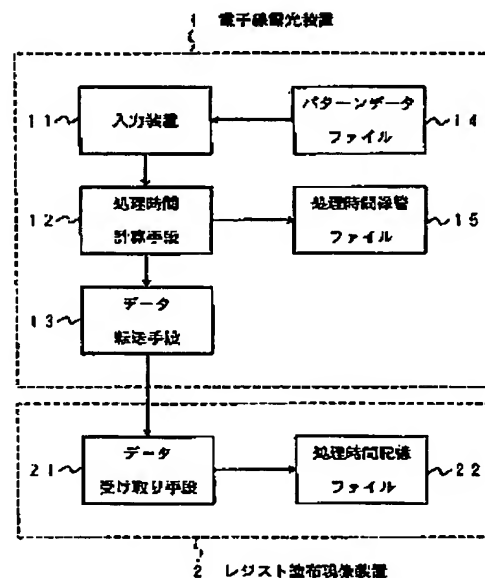 1 電子線露光装置
11
入力装置
パターンデータ
ファイル
14
12
処理時間
計算手段
処理時間保管
ファイル
15
13
データ
転送手段
21
データ
受け取り手段
処理時間記憶
ファイル
22
2 レジスト塗布現像装置